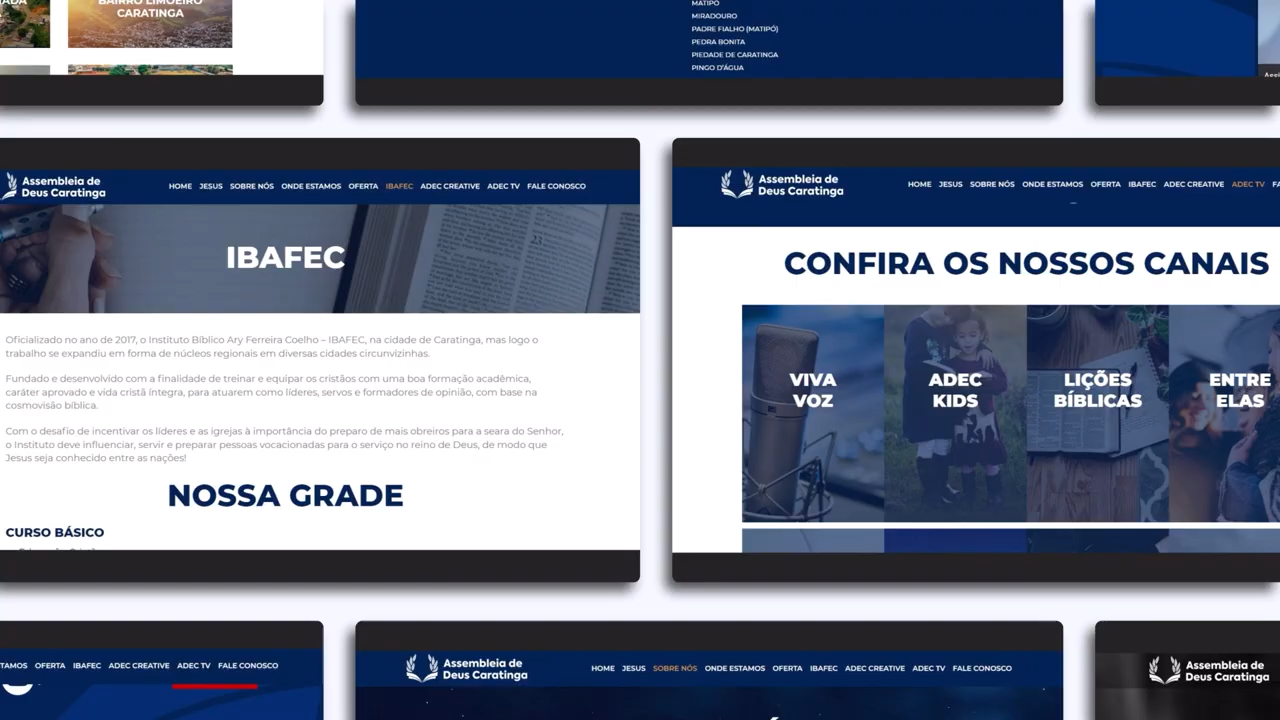 BAIRRO LIMOEIRO
CARATINGA
MATIPÓ
MIRADOURO
PADRE FIALHO (MATIPÓ)
PEDRA BONITA
PIEDADE DE CARATINGA
PINGO D'ÁGUA
Assembleia de
Deus Caratinga
HOME JESUS SOBRE NÓS ONDE ESTAMOS OFERTA IBAFEC ADEC CREATIVE ADEC TV FALE CONOSCO
IBAFEC
Oficializado no ano de 2017, o Instituto Bíblico Ary Ferreira Coelho – IBAFEC, na cidade de Caratinga, mas logo o
trabalho se expandiu em forma de núcleos regionais em diversas cidades circunvizinhas.
Fundado e desenvolvido com a finalidade de treinar e equipar os cristãos com uma boa formação acadêmica,
caráter aprovado e vida cristã íntegra, para atuarem como líderes, servos e formadores de opinião, com base na
cosmovisão bíblica.
Com o desafio de incentivar os líderes e as igrejas à importância do preparo de mais obreiros para a seara do Senhor,
o Instituto deve influenciar, servir e preparar pessoas vocacionadas para o serviço no reino de Deus, de modo que
Jesus seja conhecido entre as nações!
NOSSA GRADE
CURSO BÁSICO
Assembleia de
Deus Caratinga
HOME JESUS SOBRE NÓS ONDE ESTAMOS OFERTA IBAFEC ADEC CREATIVE ADEC TV FA
CONFIRA OS NOSSOS CANAIS
VIVA
VOZ
ADEC
KIDS
LIÇÕES
BÍBLICAS
ENTRE
ELAS
TAMOS OFERTA IBAFEC ADEC CREATIVE ADEC TV FALE CONOSCO
Assembleia de
Deus Caratinga
HOME JESUS SOBRE NÓS ONDE ESTAMOS OFERTA IBAFEC ADEC CREATIVE ADEC TV FALE CONOSCO
Assembleia de
Deus Caratinga